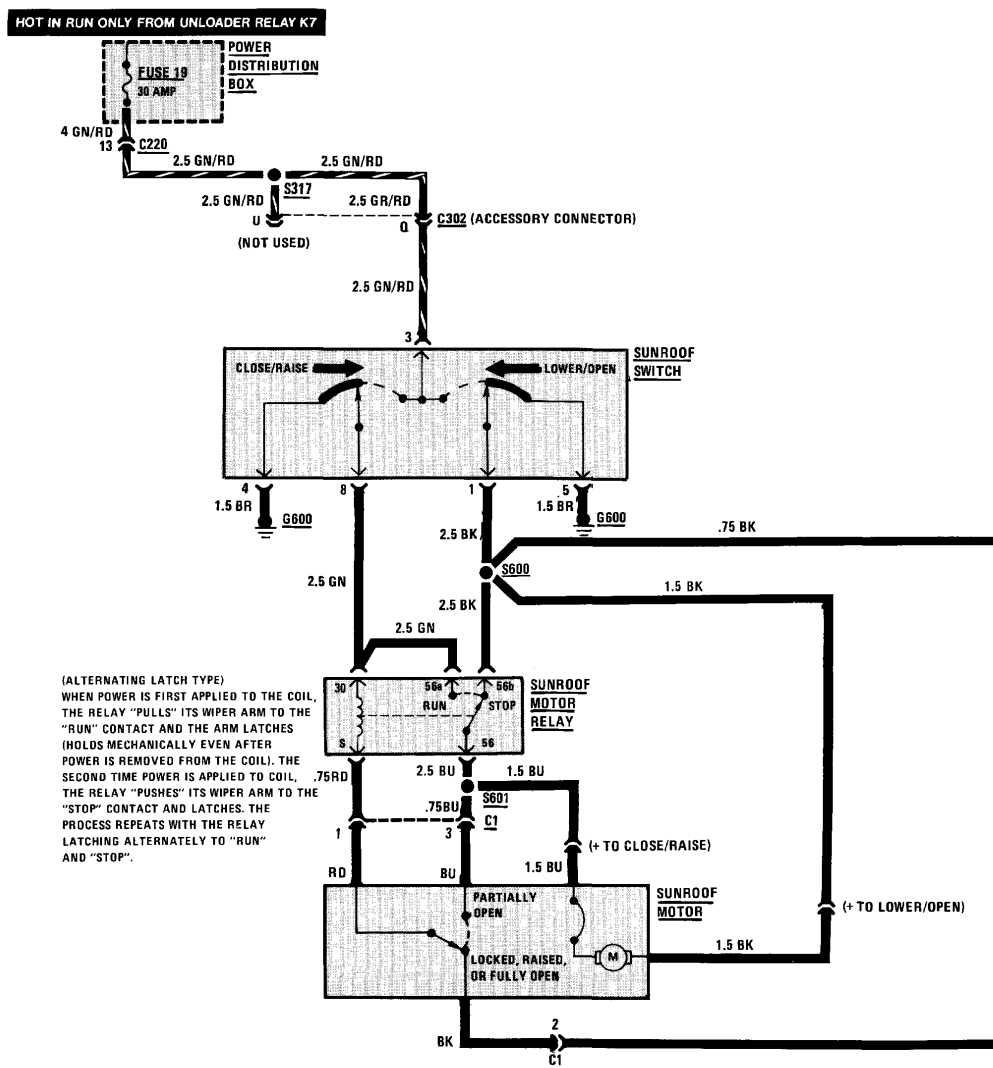 HOT IN RUN ONLY FROM UNLOADER RELAY K7
POWER
DISTRIBUTION
BOX
FUSE 19
30 AMP
4 GN/RD
13
C220
2.5 GN/RD
2.5 GN/RD
S317
2.5 GN/RD
2.5 GR/RD
U
Q
C302 (ACCESSORY CONNECTOR)
(NOT USED)
2.5 GN/RD
3
SUNROOF
SWITCH
CLOSE/RAISE
LOWER/OPEN
4
8
1
5
1.5 BR
G600
1.5 BR
G600
2.5 BK
.75 BK
S600
2.5 GN
1.5 BK
2.5 BK
2.5 GN
30
56a
56b
RUN
STOP
S
56
SUNROOF
MOTOR
RELAY
(ALTERNATING LATCH TYPE)
WHEN POWER IS FIRST APPLIED TO THE COIL,
THE RELAY "PULLS" ITS WIPER ARM TO THE
"RUN" CONTACT AND THE ARM LATCHES
(HOLDS MECHANICALLY EVEN AFTER
POWER IS REMOVED FROM THE COIL). THE
SECOND TIME POWER IS APPLIED TO COIL,
THE RELAY "PUSHES" ITS WIPER ARM TO THE
"STOP" CONTACT AND LATCHES. THE
PROCESS REPEATS WITH THE RELAY
LATCHING ALTERNATELY TO "RUN"
AND "STOP".
.75RD
2.5 BU
1.5 BU
S601
.75BU
C1
1
3
(+ TO CLOSE/RAISE)
RD
BU
1.5 BU
SUNROOF
MOTOR
PARTIALLY
OPEN
(+ TO LOWER/OPEN)
M
LOCKED, RAISED,
OR FULLY OPEN
1.5 BK
BK
2
C1